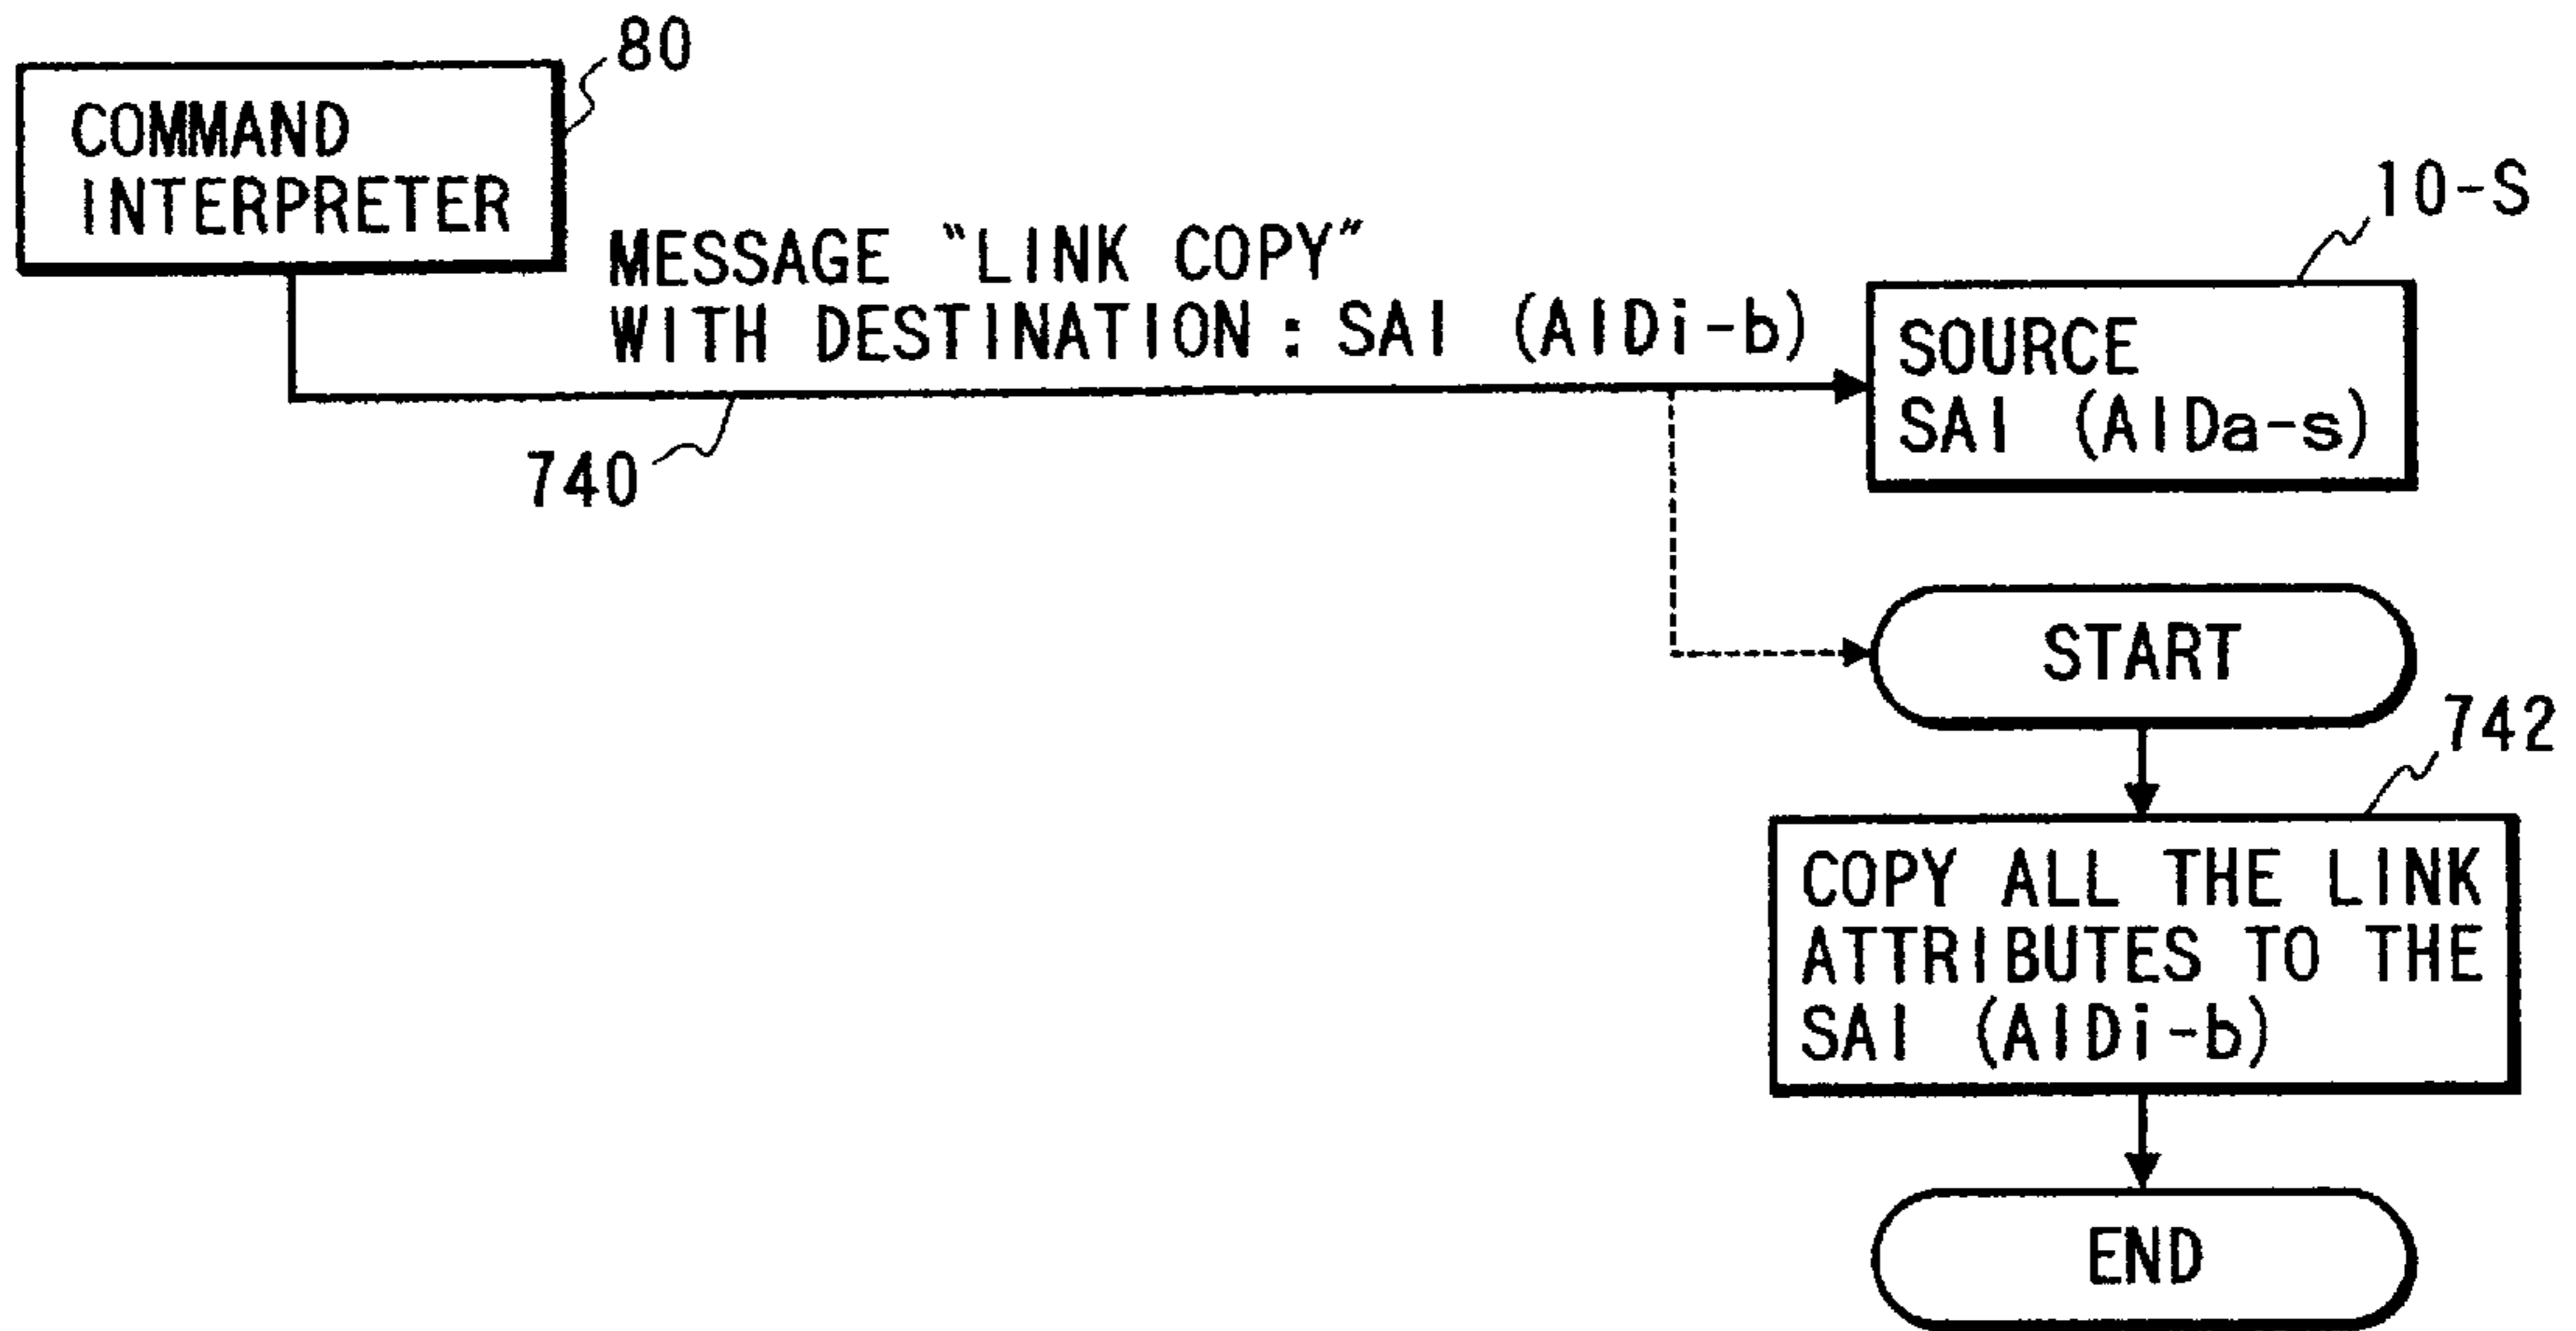 80
COMMAND
INTERPRETER
10-S
MESSAGE “LINK COPY”
WITH DESTINATION : SAI (AIDi-b)
SOURCE
SAI (AIDa-s)
740
START
742
COPY ALL THE LINK
ATTRIBUTES TO THE
SAI (AIDi-b)
END